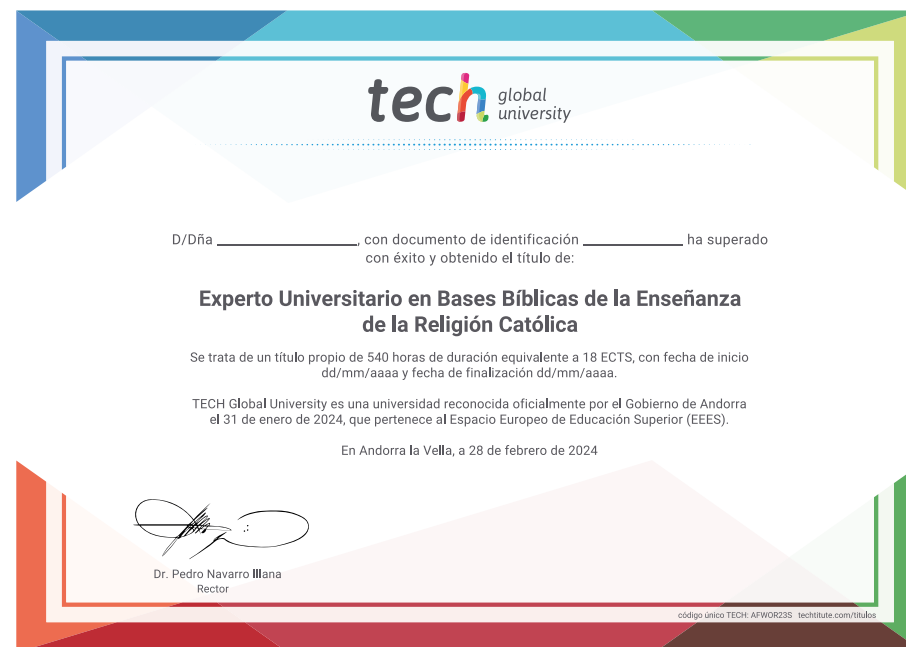 tech global university
D/Dña ____________, con documento de identificación ____________ ha superado
con éxito y obtenido el título de:
Experto Universitario en Bases Bíblicas de la Enseñanza
de la Religión Católica
Se trata de un título propio de 540 horas de duración equivalente a 18 ECTS, con fecha de inicio
dd/mm/aaaa y fecha de finalización dd/mm/aaaa.
TECH Global University es una universidad reconocida oficialmente por el Gobierno de Andorra
el 31 de enero de 2024, que pertenece al Espacio Europeo de Educación Superior (EEES).
En Andorra la Vella, a 28 de febrero de 2024
Dr. Pedro Navarro Illana
Rector
código único TECH: AFWOR23S techtitute.com/titulos